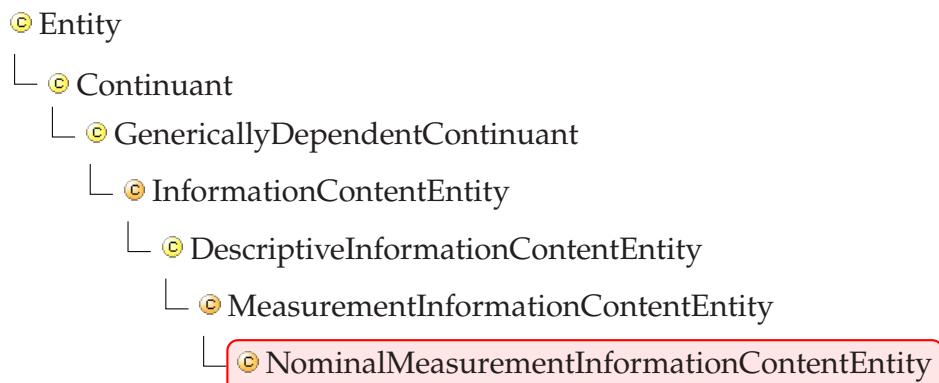 © Entity
© Continuant
© GenericallyDependentContinuant
© InformationContentEntity
© DescriptiveInformationContentEntity
© MeasurementInformationContentEntity
© NominalMeasurementInformationContentEntity